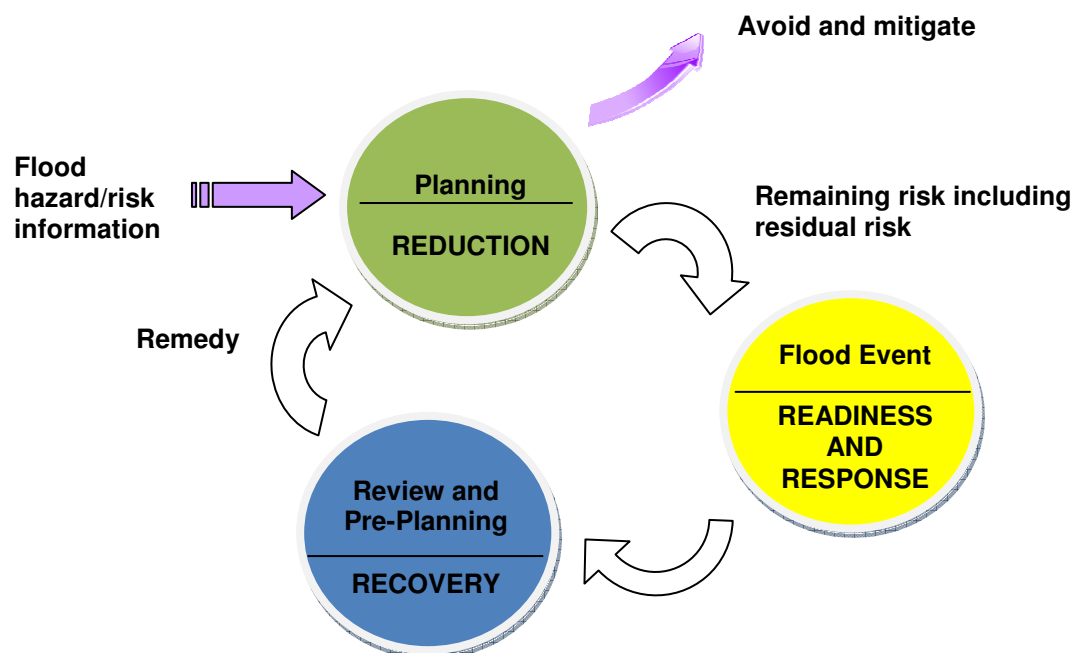 Avoid and mitigate
Flood
hazard/risk
information
Planning
REDUCTION
Remaining risk including
residual risk
Remedy
Flood Event
READINESS
AND
RESPONSE
Review and
Pre-Planning
RECOVERY